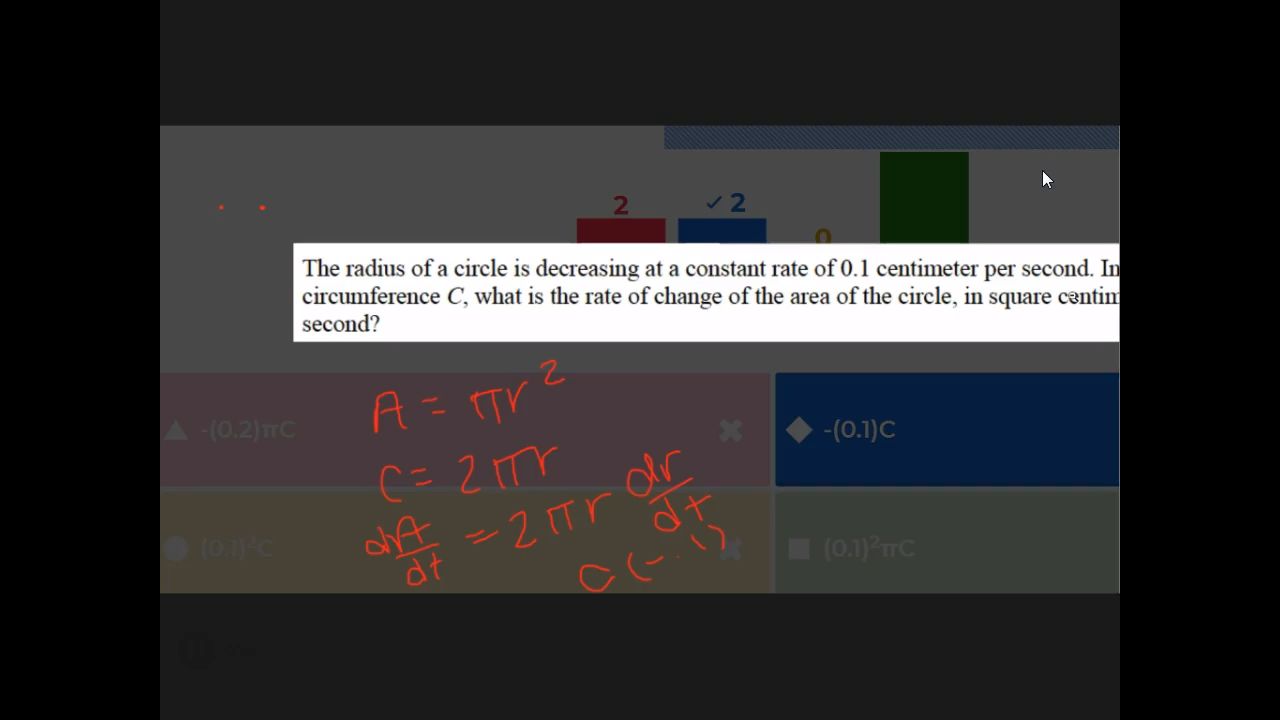 2
✓ 2
0
The radius of a circle is decreasing at a constant rate of 0.1 centimeter per second. In
circumference C, what is the rate of change of the area of the circle, in square centim
second?
A = πr²
-(0.2)πC
-(0.1)C
C = 2πr
dA/dt = 2πr dr/dt
(0.1)²C
(0.1)²πC
C(-.1)